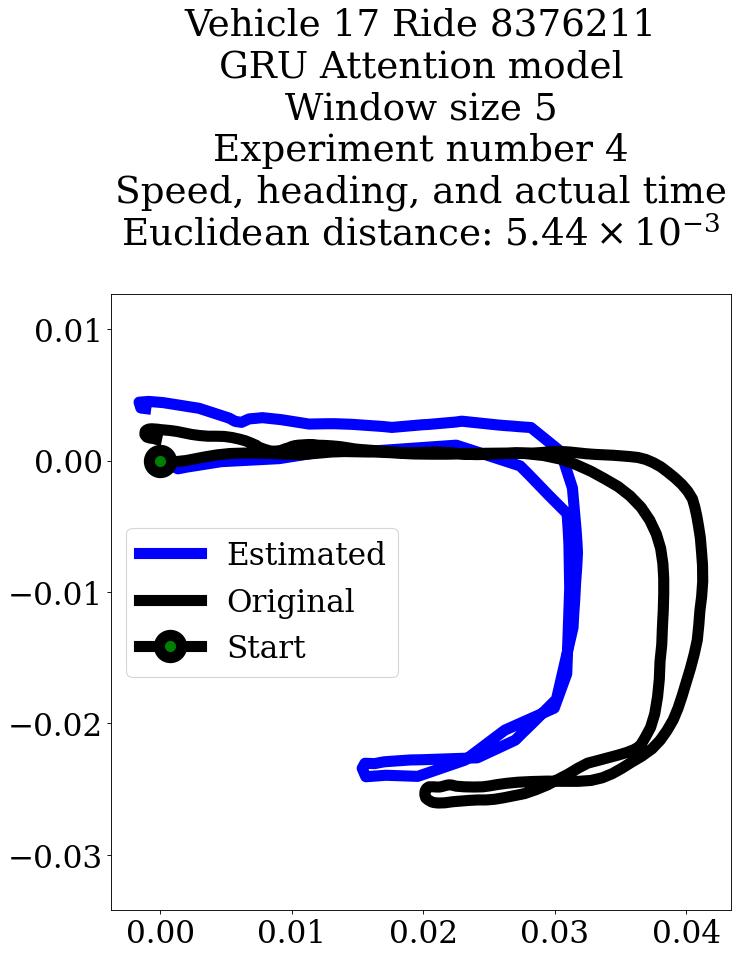 Vehicle 17 Ride 8376211
GRU Attention model
Window size 5
Experiment number 4
Speed, heading, and actual time
Euclidean distance: 5.44 × 10⁻³
0.01
0.00
−0.01
−0.02
−0.03
Estimated
Original
Start
0.00 0.01 0.02 0.03 0.04